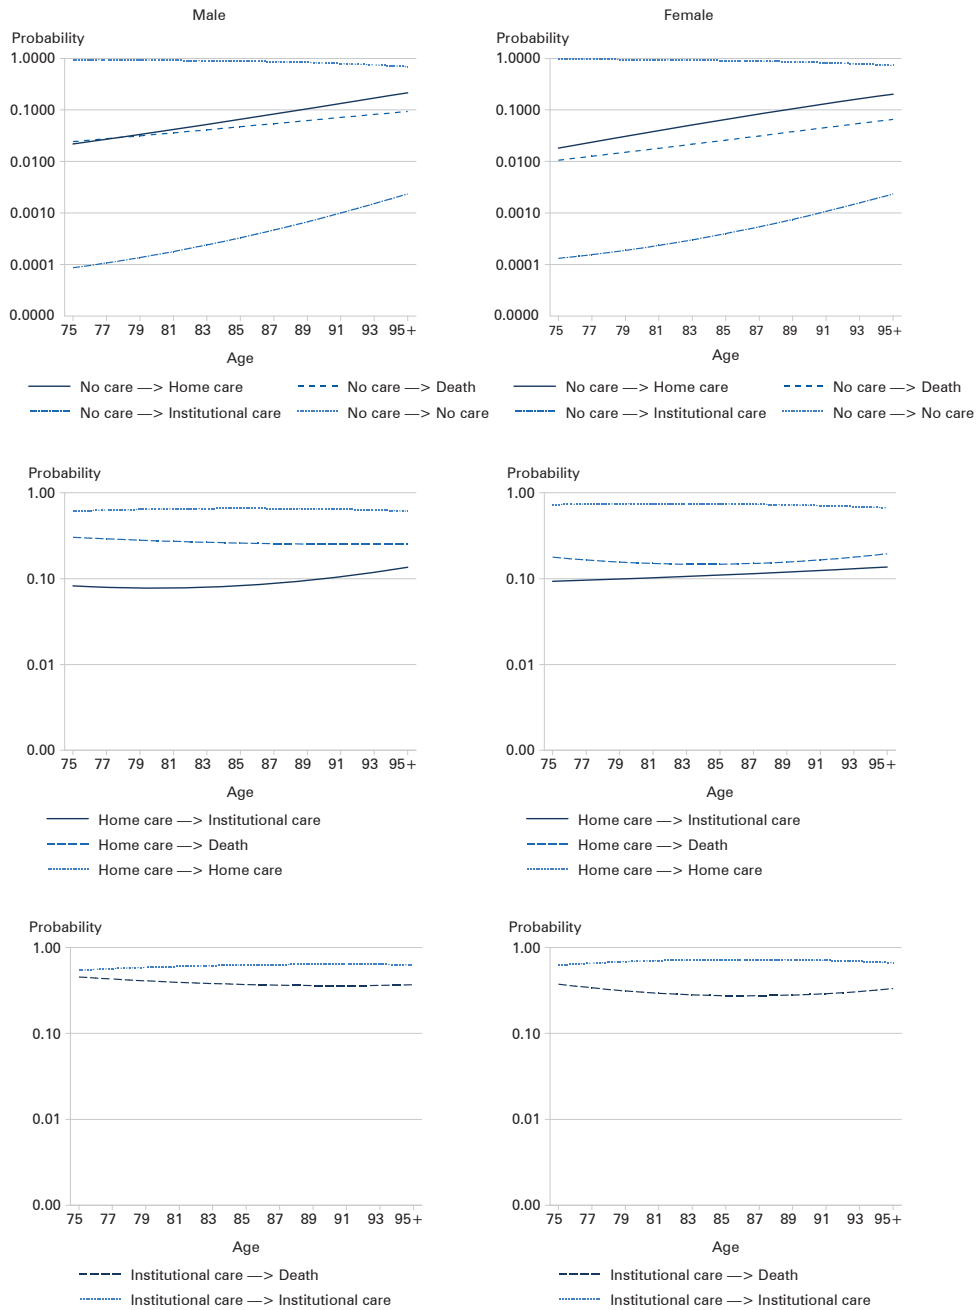 Male
Female
Probability
Probability
1.0000
1.0000
0.1000
0.1000
0.0100
0.0100
0.0010
0.0010
0.0001
0.0001
0.0000
0.0000
75 77 79 81 83 85 87 89 91 93 95+
75 77 79 81 83 85 87 89 91 93 95+
Age
Age
No care —> Home care No care —> Death
No care —> Home care No care —> Death
No care —> Institutional care No care —> No care
No care —> Institutional care No care —> No care
Probability
Probability
1.00
1.00
0.10
0.10
0.01
0.01
0.00
0.00
75 77 79 81 83 85 87 89 91 93 95+
75 77 79 81 83 85 87 89 91 93 95+
Age
Age
Home care —> Institutional care
Home care —> Institutional care
Home care —> Death
Home care —> Death
Home care —> Home care
Home care —> Home care
Probability
Probability
1.00
1.00
0.10
0.10
0.01
0.01
0.00
0.00
75 77 79 81 83 85 87 89 91 93 95+
75 77 79 81 83 85 87 89 91 93 95+
Age
Age
Institutional care —> Death
Institutional care —> Death
Institutional care —> Institutional care
Institutional care —> Institutional care